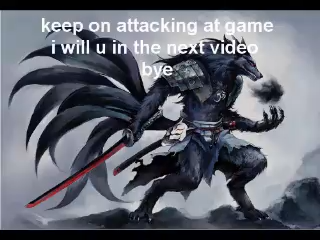 keep on attacking at game
i will u in the next video
bye